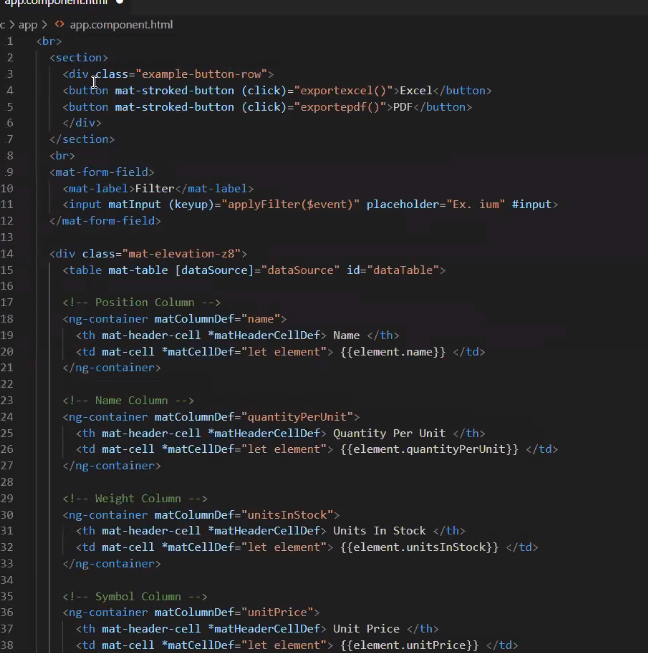 app.component.html ●
c > app > <> app.component.html
1 <br>
2 <section>
3 <div class="example-button-row">
4 <button mat-stroked-button (click)="exportexcel()">Excel</button>
5 <button mat-stroked-button (click)="exportepdf()">PDF</button>
6 </div>
7 </section>
8 <br>
9 <mat-form-field>
10 <mat-label>Filter</mat-label>
11 <input matInput (keyup)="applyFilter($event)" placeholder="Ex. ium" #input>
12 </mat-form-field>
13
14 <div class="mat-elevation-z8">
15 <table mat-table [dataSource]="dataSource" id="dataTable">
16
17 <!-- Position Column -->
18 <ng-container matColumnDef="name">
19 <th mat-header-cell *matHeaderCellDef> Name </th>
20 <td mat-cell *matCellDef="let element"> {{element.name}} </td>
21 </ng-container>
22
23 <!-- Name Column -->
24 <ng-container matColumnDef="quantityPerUnit">
25 <th mat-header-cell *matHeaderCellDef> Quantity Per Unit </th>
26 <td mat-cell *matCellDef="let element"> {{element.quantityPerUnit}} </td>
27 </ng-container>
28
29 <!-- Weight Column -->
30 <ng-container matColumnDef="unitsInStock">
31 <th mat-header-cell *matHeaderCellDef> Units In Stock </th>
32 <td mat-cell *matCellDef="let element"> {{element.unitsInStock}} </td>
33 </ng-container>
34
35 <!-- Symbol Column -->
36 <ng-container matColumnDef="unitPrice">
37 <th mat-header-cell *matHeaderCellDef> Unit Price </th>
38 <td mat-cell *matCellDef="let element"> {{element.unitPrice}} </td>